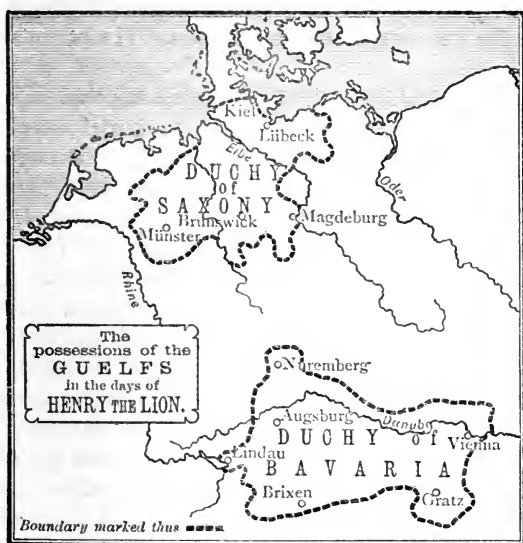 Kiel
Lübeck
Elbe
DUCHY
of
SAXONY
Brunswick
Magdeburg
Münster
Oder
Rhine
The
possessions of the
GUELFS
in the days of
HENRY THE LION.
Nuremberg
Augsburg
Danube
DUCHY of
Vienna
Lindau
BAVARIA
Brixen
Gratz
Boundary marked thus